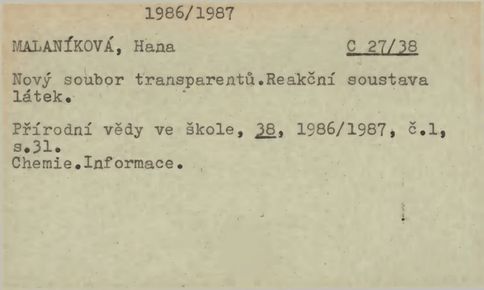 1986/1987
MALANÍKOVÁ, Hana C 27/38
Nový soubor transparentů.Reakční soustava
látek.
Přírodní vědy ve škole, 38, 1986/1987, č.1,
s.31.
Chemie.Informace.